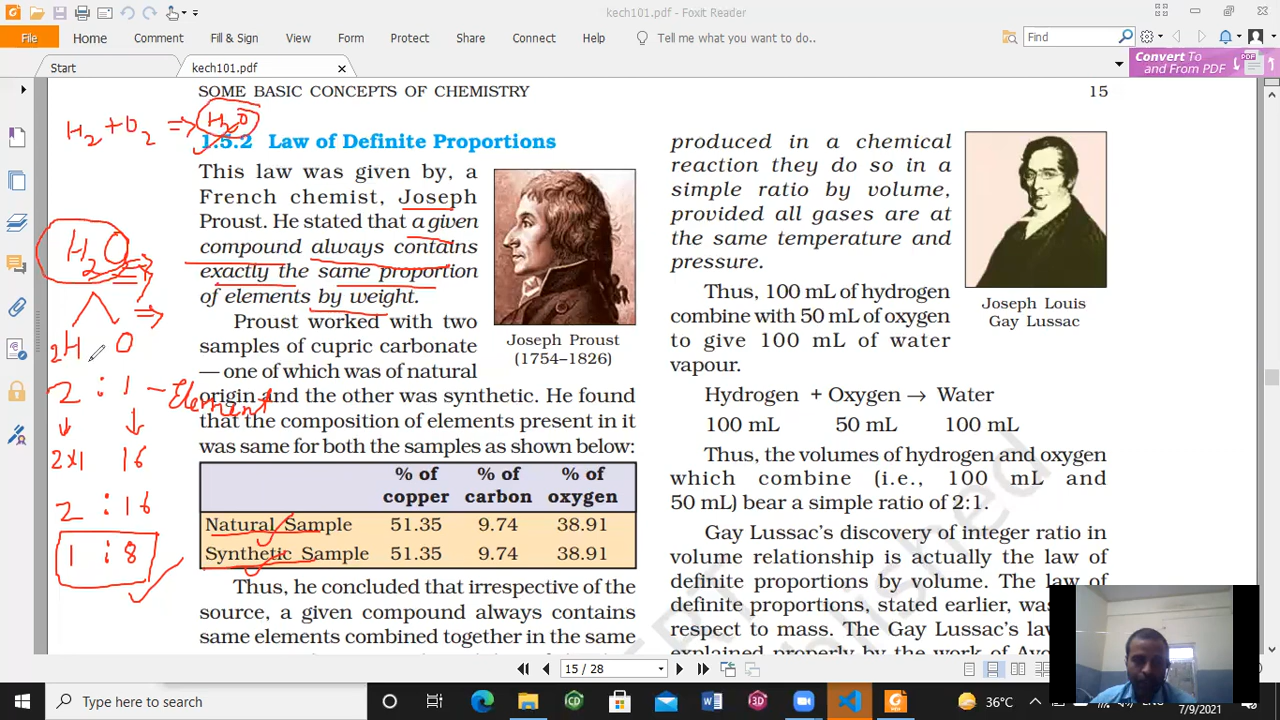 kech101.pdf - Foxit Reader
File Home Comment Fill & Sign View Form Protect Share Connect Help Tell me what you want to do.. Find
Start kech101.pdf
Convert To
and from PDF
SOME BASIC CONCEPTS OF CHEMISTRY 15
H2 + O2 ⇒ H2O
1.5.2 Law of Definite Proportions
This law was given by, a
French chemist, Joseph
Proust. He stated that a given
compound always contains
exactly the same proportion
of elements by weight.
Proust worked with two
samples of cupric carbonate
— one of which was of natural
origin and the other was synthetic. He found
that the composition of elements present in it
was same for both the samples as shown below:
Joseph Proust
(1754–1826)
% of % of % of
copper carbon oxygen
Natural Sample 51.35 9.74 38.91
Synthetic Sample 51.35 9.74 38.91
Thus, he concluded that irrespective of the
source, a given compound always contains
same elements combined together in the same
H2O
2H O
2 : 1 – Element
2x1 16
2 : 16
1 : 8
produced in a chemical
reaction they do so in a
simple ratio by volume,
provided all gases are at
the same temperature and
pressure.
Joseph Louis
Gay Lussac
Thus, 100 mL of hydrogen
combine with 50 mL of oxygen
to give 100 mL of water
vapour.
Hydrogen + Oxygen → Water
100 mL 50 mL 100 mL
Thus, the volumes of hydrogen and oxygen
which combine (i.e., 100 mL and
50 mL) bear a simple ratio of 2:1.
Gay Lussac's discovery of integer ratio in
volume relationship is actually the law of
definite proportions by volume. The law of
definite proportions, stated earlier, was
respect to mass. The Gay Lussac's law
explained properly by the work of
15 / 28
Type here to search
36°C
7/9/2021